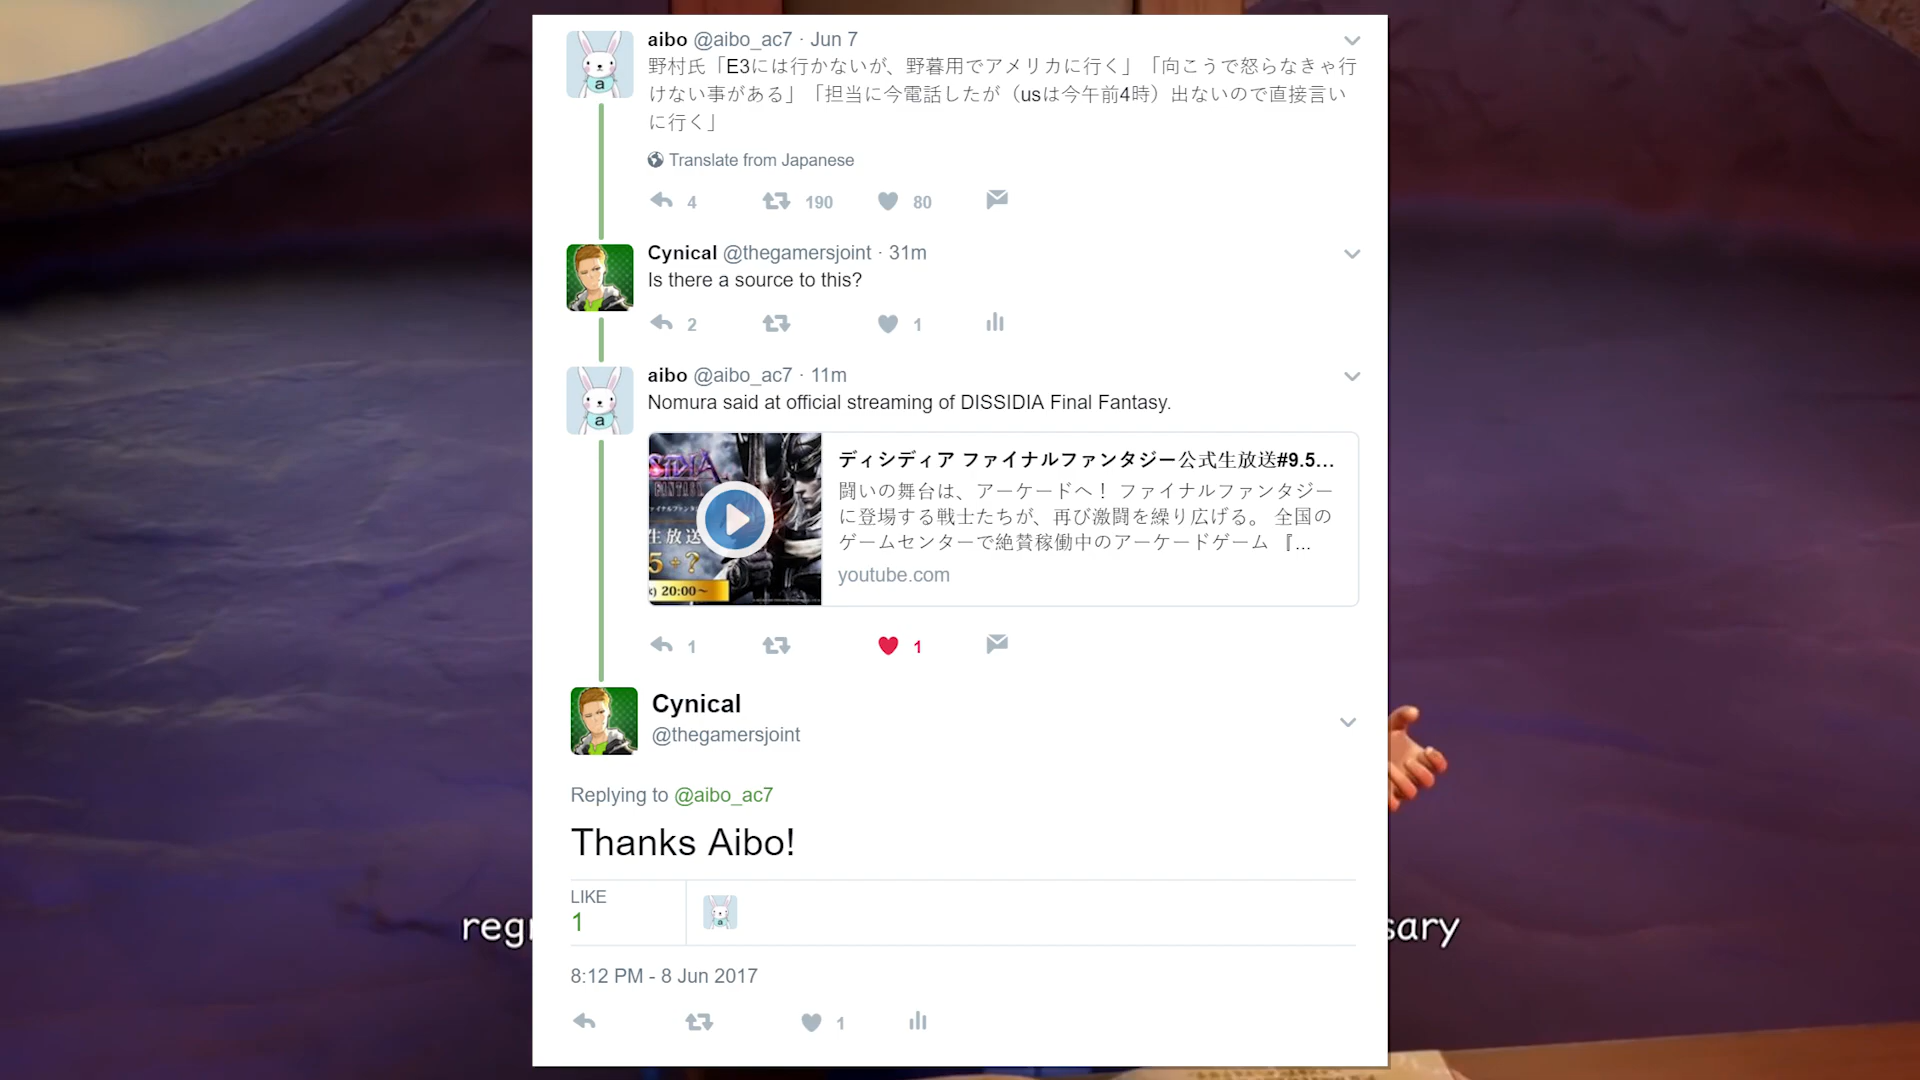 aibo @aibo_ac7 · Jun 7
野村氏「E3には行かないが、野暮用でアメリカに行く」「向こうで怒らなきゃ行
けない事がある」「担当に今電話したが（usは今午前4時）出ないので直接言い
に行く」
Translate from Japanese
4 190 80
Cynical @thegamersjoint · 31m
Is there a source to this?
2 1
aibo @aibo_ac7 · 11m
Nomura said at official streaming of DISSIDIA Final Fantasy.
ディシディア ファイナルファンタジー公式生放送#9.5...
闘いの舞台は、アーケードへ！ ファイナルファンタジー
に登場する戦士たちが、再び激闘を繰り広げる。 全国の
ゲームセンターで絶賛稼働中のアーケードゲーム 『...
youtube.com
生放送
5+?
20:00～
1 1
Cynical
@thegamersjoint
Replying to @aibo_ac7
Thanks Aibo!
LIKE
1
8:12 PM - 8 Jun 2017
1